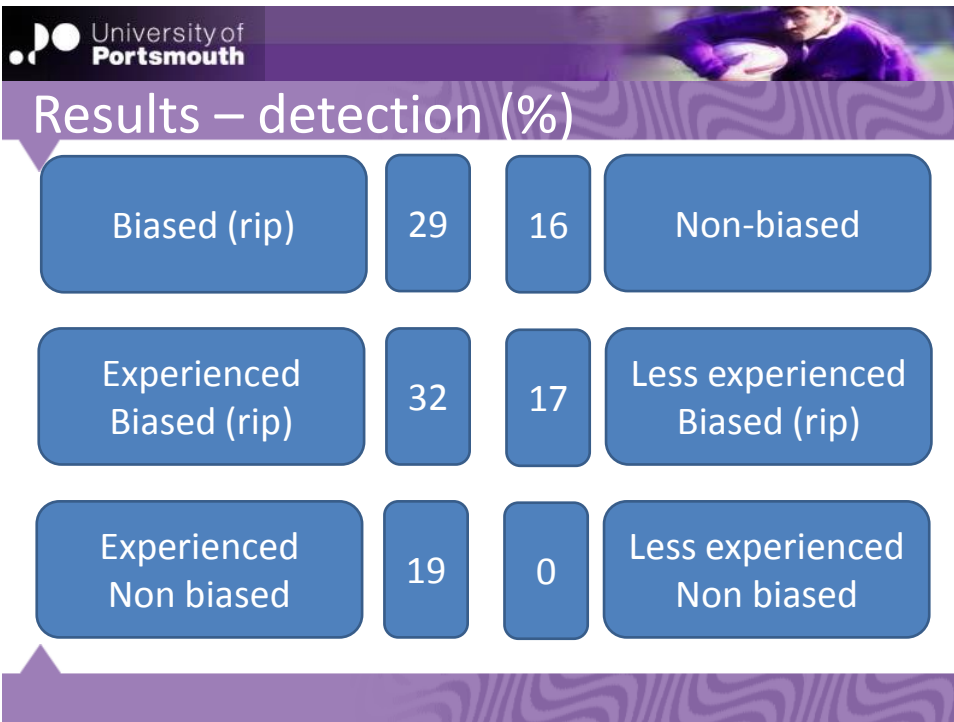 University of
Portsmouth
Results – detection (%)
Biased (rip)
29
16
Non-biased
Experienced
Biased (rip)
32
17
Less experienced
Biased (rip)
Experienced
Non biased
19
0
Less experienced
Non biased